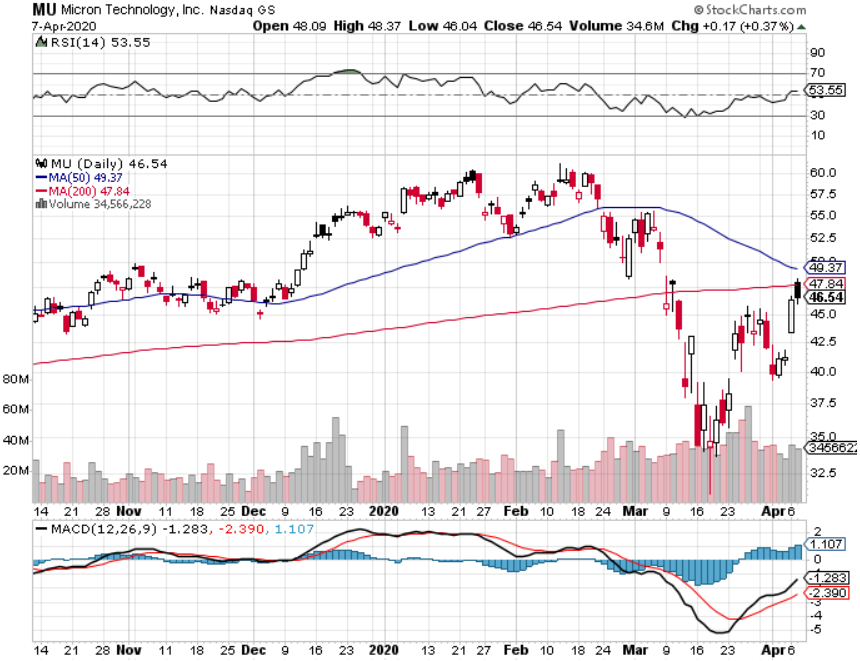 MU Micron Technology, Inc. Nasdaq GS © StockCharts.com
7-Apr-2020 Open 48.09 High 48.37 Low 46.04 Close 46.54 Volume 34.6M Chg +0.17 (+0.37%)
RSI(14) 53.55
90
70
53.55
30
10
MU (Daily) 46.54
MA(50) 49.37
MA(200) 47.84
Volume 34,566,228
60.0
57.5
55.0
52.5
50.0
49.37
47.84
46.54
45.0
42.5
40.0
37.5
35.0
3456622
32.5
80M
60M
40M
20M
14 21 28 Nov 11 18 25 Dec 9 16 23 2020 13 21 27 Feb 10 18 24 Mar 9 16 23 Apr 6
MACD(12,26,9) -1.283, -2.390, 1.107
2
1.107
0
-1.283
-2.390
-3
-4
-5
14 21 28 Nov 11 18 25 Dec 9 16 23 2020 13 21 27 Feb 10 18 24 Mar 9 16 23 Apr 6